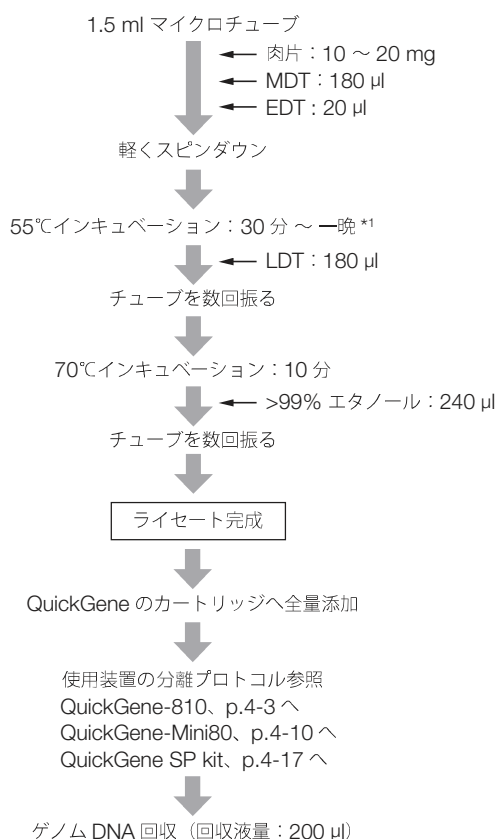 1.5 ml マイクロチューブ
肉片：10 ～ 20 mg
MDT：180 µl
EDT : 20 µl
軽くスピンダウン
55℃インキュベーション：30 分 ～ 一晩 *1
LDT：180 µl
チューブを数回振る
70℃インキュベーション：10 分
>99% エタノール：240 µl
チューブを数回振る
ライセート完成
QuickGene のカートリッジへ全量添加
使用装置の分離プロトコル参照
QuickGene-810、p.4-3 へ
QuickGene-Mini80、p.4-10 へ
QuickGene SP kit、p.4-17 へ
ゲノム DNA 回収（回収液量：200 µl）